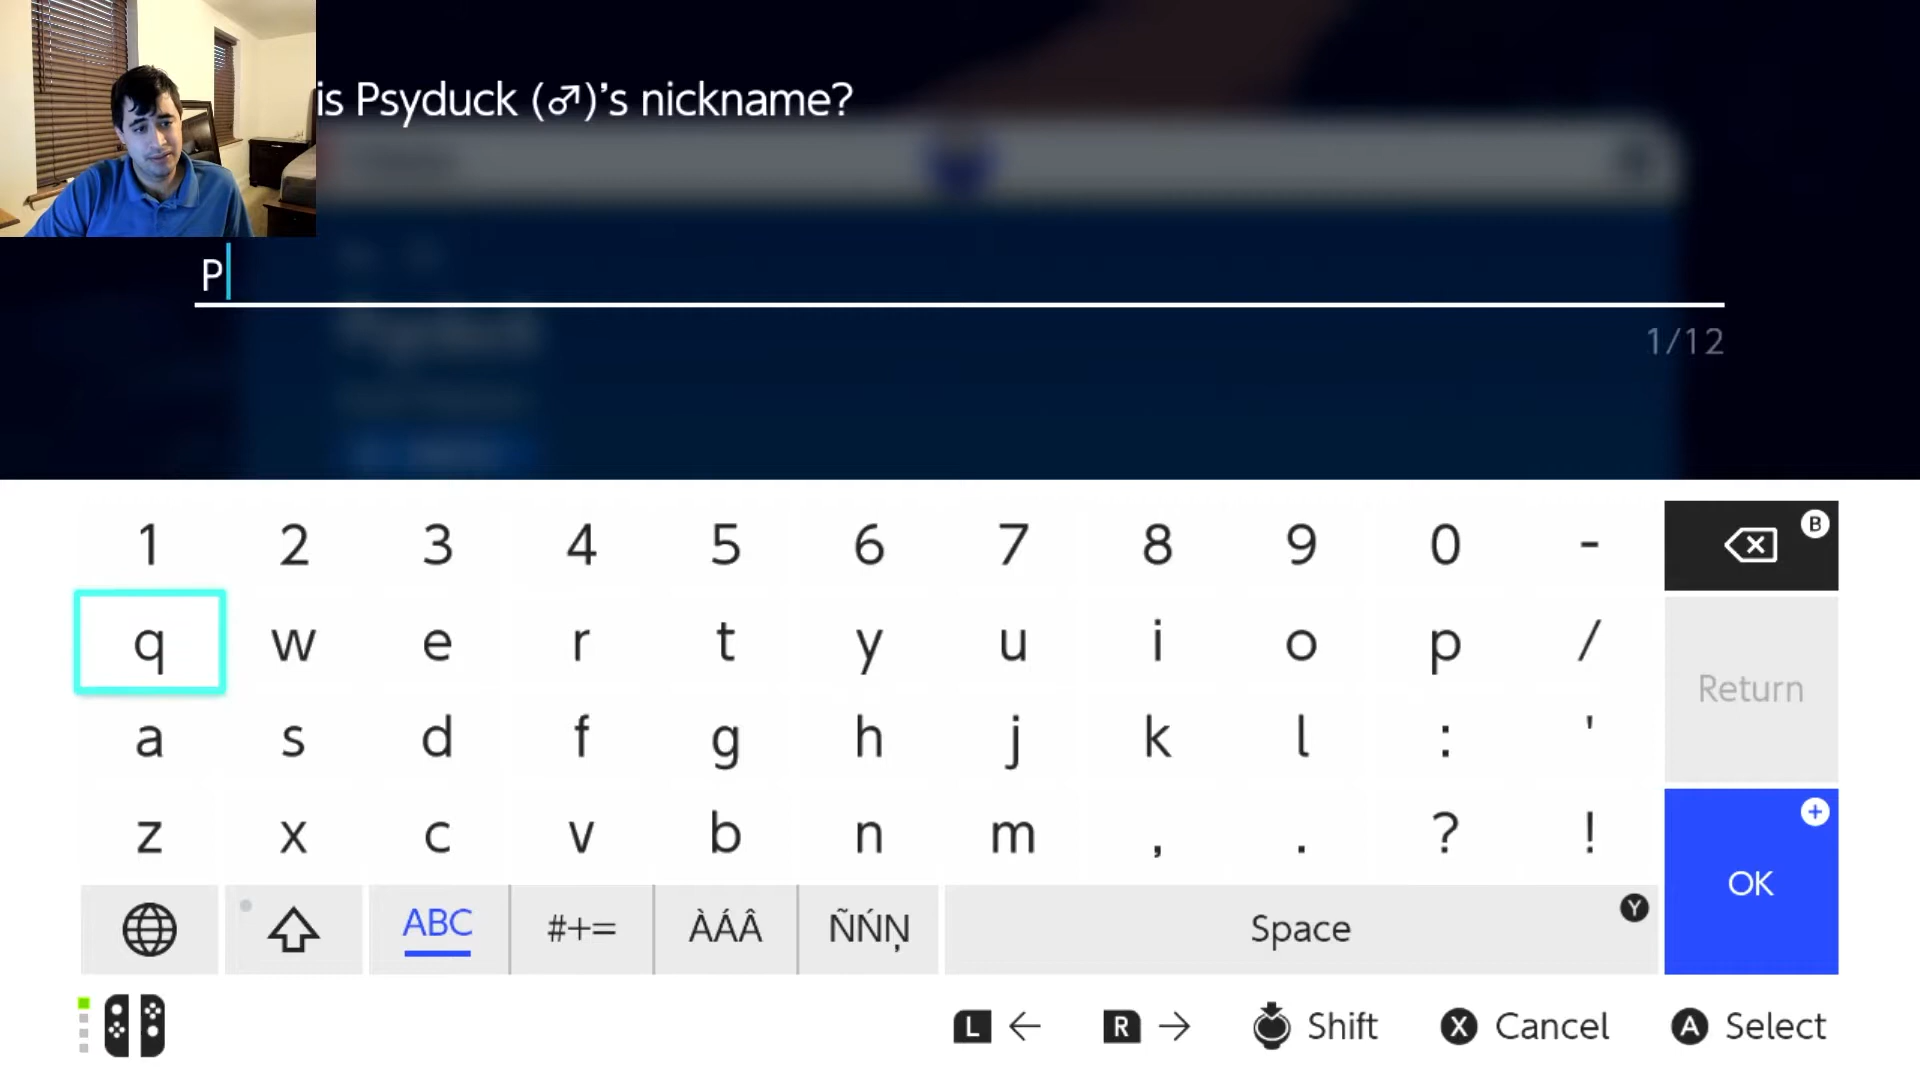 is Psyduck (♂)'s nickname?
P
1/12
1 2 3 4 5 6 7 8 9 0 -
q w e r t y u i o p /
Return
a s d f g h j k l : '
z x c v b n m , . ? !
OK
ABC #+= ÀÁÂ ÑŃŅ Space
L ← R → Shift X Cancel A Select
B
+
Y